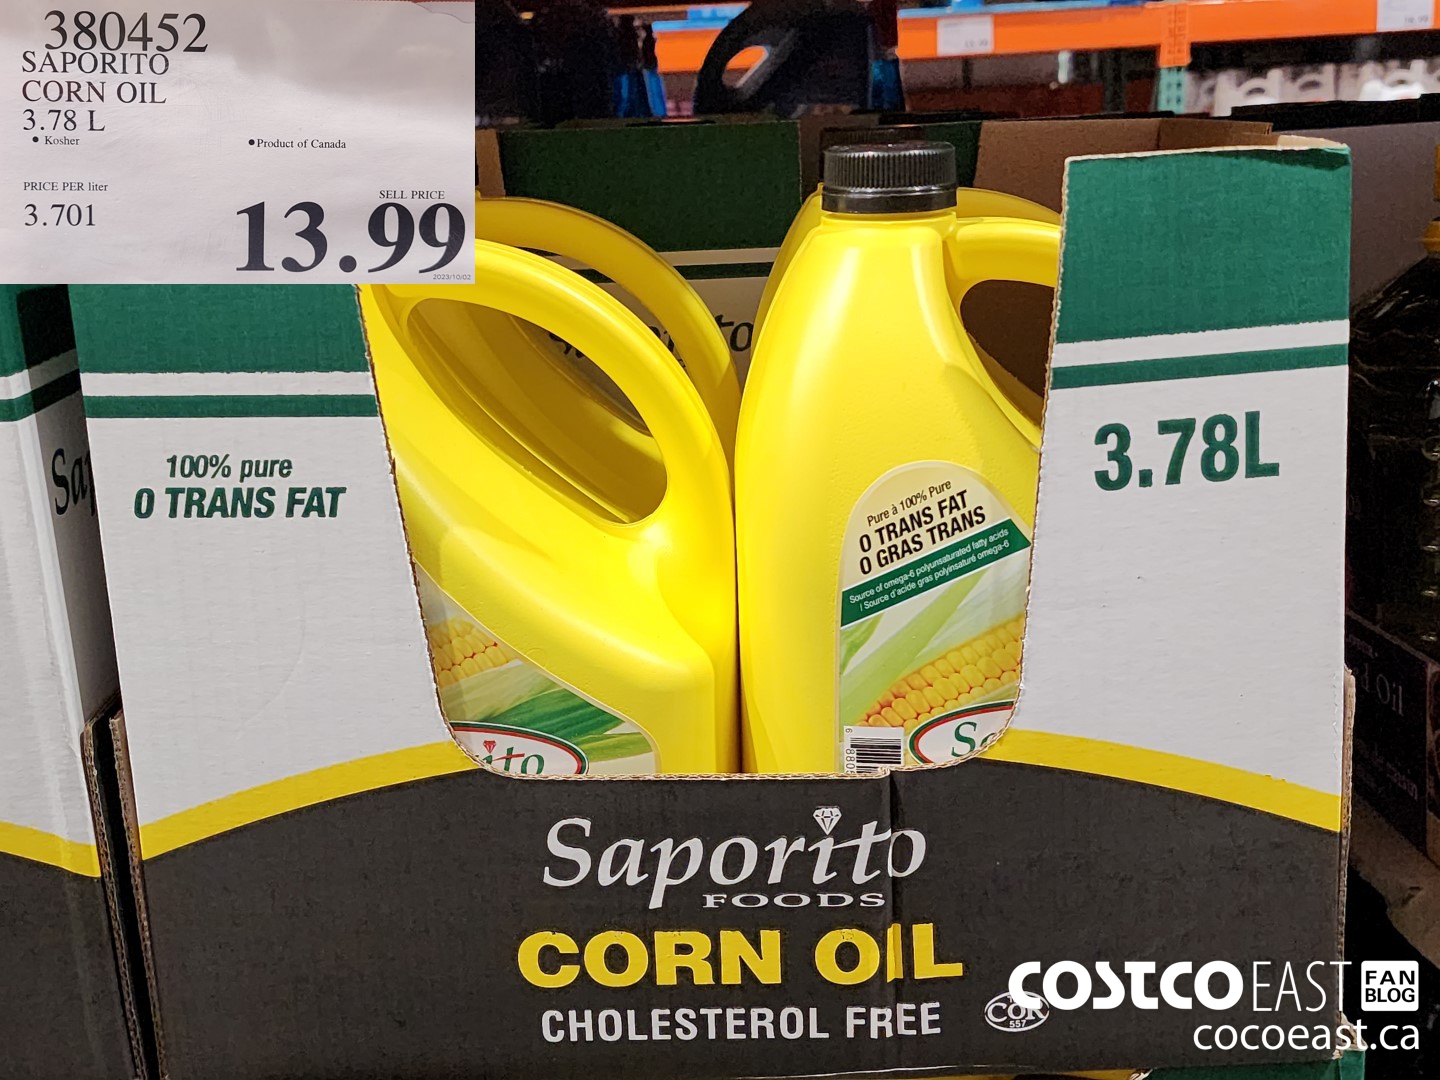 380452
SAPORITO
CORN OIL
3.78 L
• Kosher
• Product of Canada
PRICE PER liter
3.701
SELL PRICE
13.99
2023/10/02
100% pure
0 TRANS FAT
3.78L
Pure à 100% Pure
0 TRANS FAT
0 GRAS TRANS
Source of omega-6 polyunsaturated fatty acids
| Source d'acide gras polyinsaturé omega-6
Saporito
FOODS
CORN OIL
CHOLESTEROL FREE
COR
557
COSTCO EAST FAN BLOG
cocoeast.ca